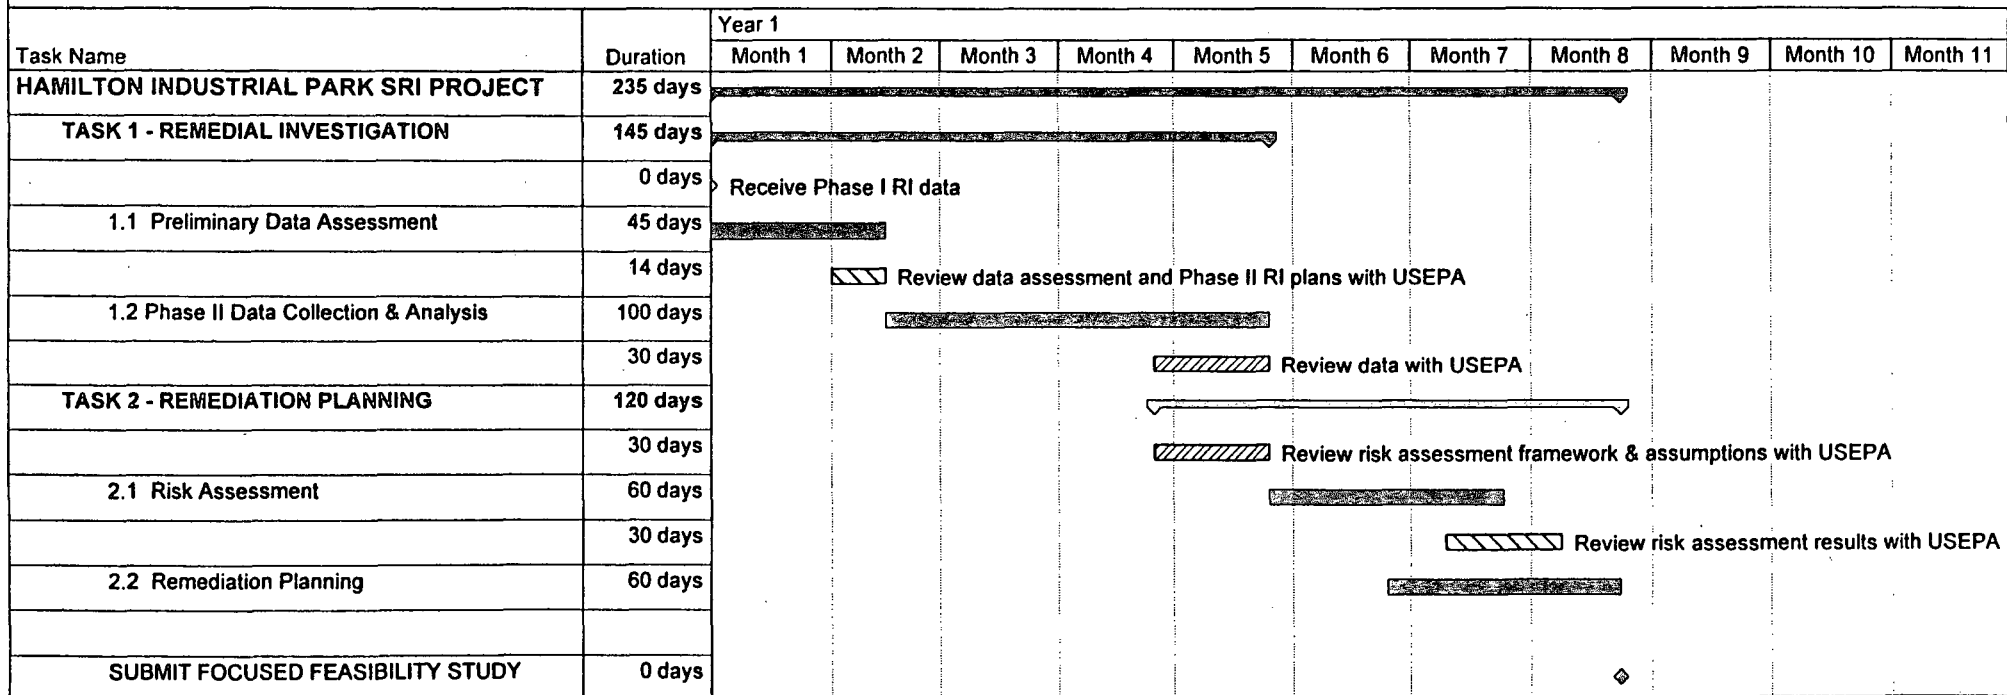 Year 1
Task Name Duration Month 1 Month 2 Month 3 Month 4 Month 5 Month 6 Month 7 Month 8 Month 9 Month 10 Month 11
HAMILTON INDUSTRIAL PARK SRI PROJECT 235 days
TASK 1 - REMEDIAL INVESTIGATION 145 days
0 days Receive Phase I RI data
1.1 Preliminary Data Assessment 45 days
14 days Review data assessment and Phase II RI plans with USEPA
1.2 Phase II Data Collection & Analysis 100 days
30 days Review data with USEPA
TASK 2 - REMEDIATION PLANNING 120 days
30 days Review risk assessment framework & assumptions with USEPA
2.1 Risk Assessment 60 days
30 days Review risk assessment results with USEPA
2.2 Remediation Planning 60 days
SUBMIT FOCUSED FEASIBILITY STUDY 0 days